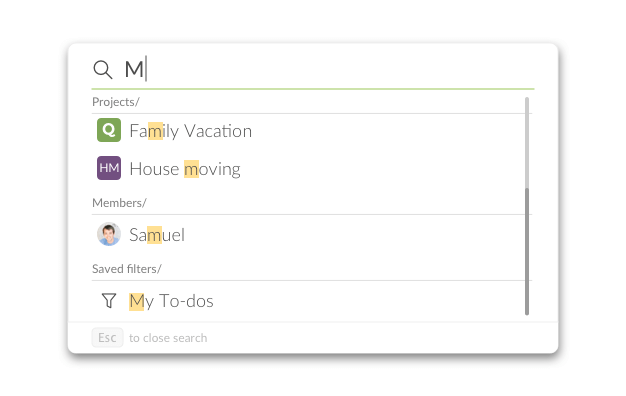 M
Projects/
Q Family Vacation
HM House moving
Members/
Samuel
Saved filters/
My To-dos
Esc to close search